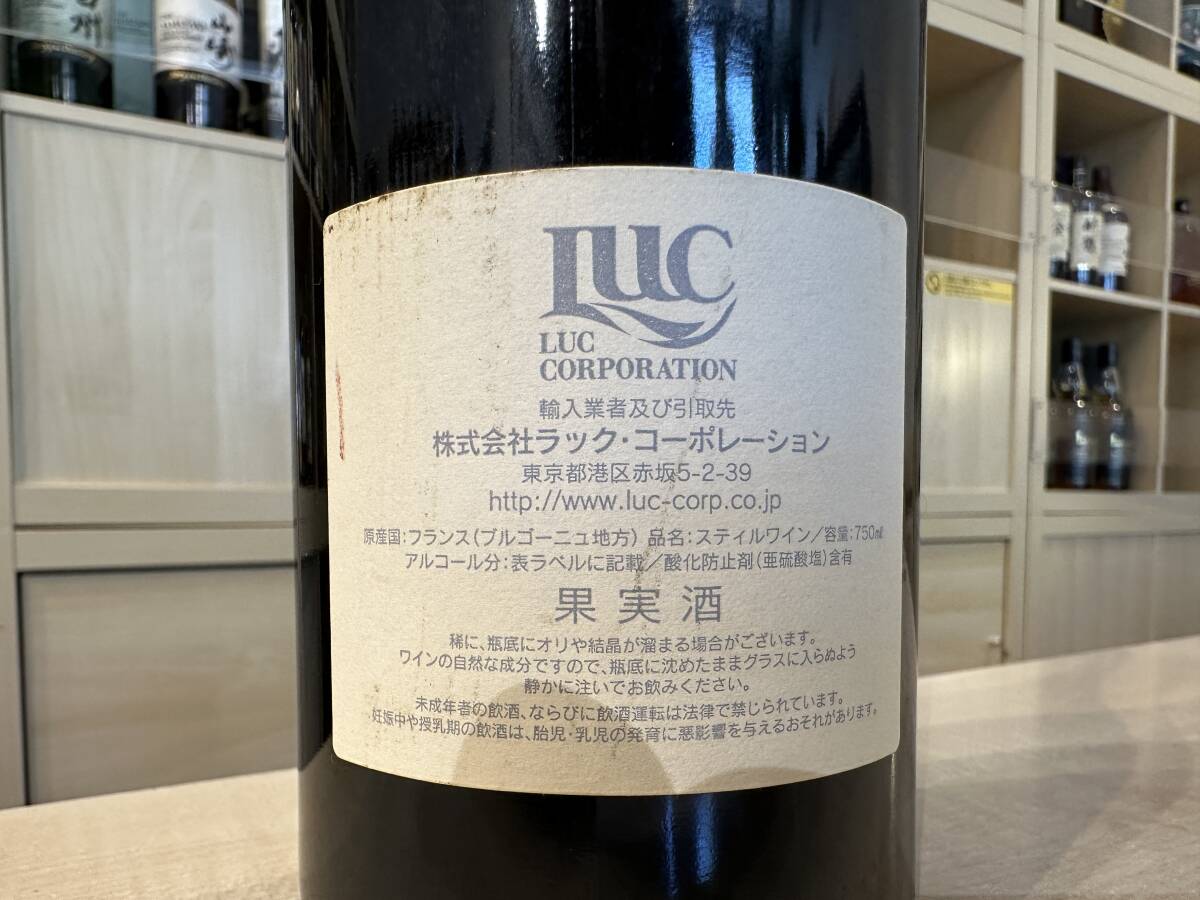 LUC
LUC
CORPORATION
輸入業者及び引取先
株式会社ラック・コーポレーション
東京都港区赤坂5-2-39
http://www.luc-corp.co.jp
原産国:フランス(ブルゴーニュ地方) 品名:スティルワイン/容量:750㎖
アルコール分:表ラベルに記載/酸化防止剤(亜硫酸塩)含有
果実酒
稀に、瓶底にオリや結晶が溜まる場合がございます。
ワインの自然な成分ですので、瓶底に沈めたままグラスに入らぬよう
静かに注いでお飲みください。
未成年者の飲酒、ならびに飲酒運転は法律で禁じられています。
妊娠中や授乳期の飲酒は、胎児・乳児の発育に悪影響を与えるおそれがあります。